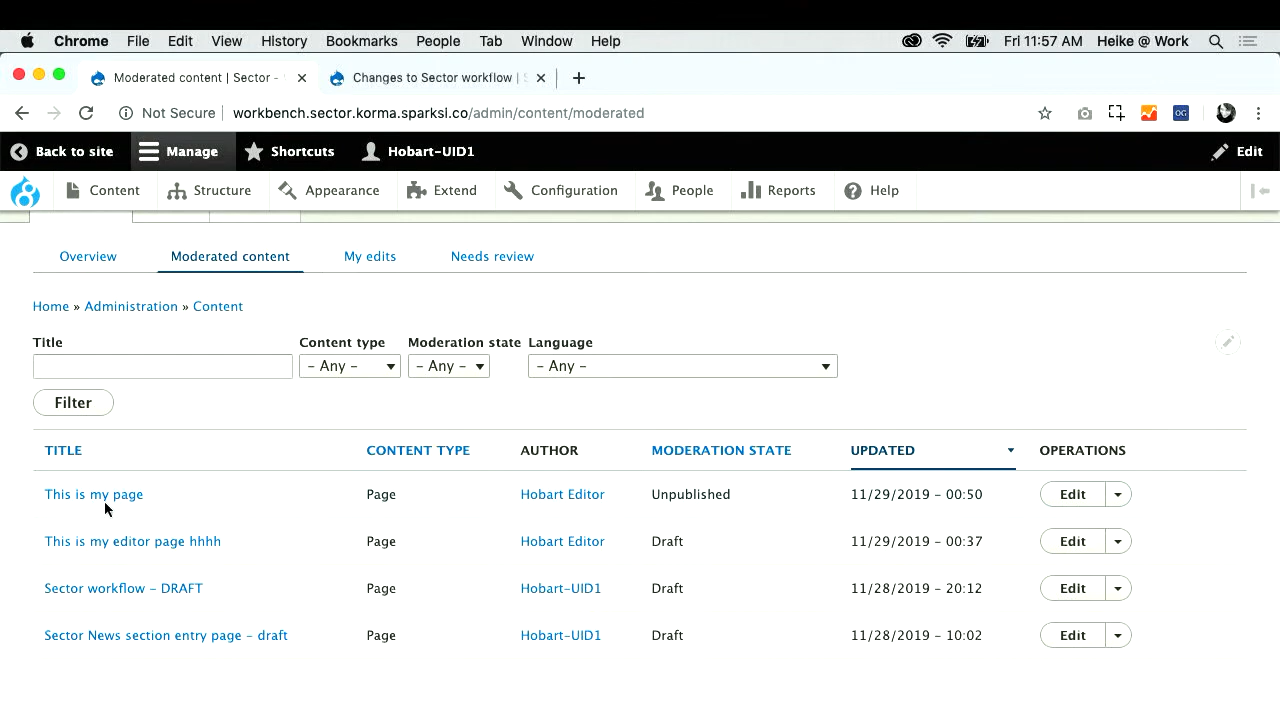 Chrome File Edit View History Bookmarks People Tab Window Help Fri 11:57 AM Heike @ Work
Moderated content | Sector - Changes to Sector workflow |
Not Secure workbench.sector.korma.sparksl.co/admin/content/moderated OG
Back to site Manage Shortcuts Hobart-UID1 Edit
Content Structure Appearance Extend Configuration People Reports Help
Overview Moderated content My edits Needs review
Home » Administration » Content
Title Content type Moderation state Language
- Any - - Any - - Any -
Filter
TITLE CONTENT TYPE AUTHOR MODERATION STATE UPDATED OPERATIONS
This is my page Page Hobart Editor Unpublished 11/29/2019 - 00:50 Edit
This is my editor page hhhh Page Hobart Editor Draft 11/29/2019 - 00:37 Edit
Sector workflow - DRAFT Page Hobart-UID1 Draft 11/28/2019 - 20:12 Edit
Sector News section entry page - draft Page Hobart-UID1 Draft 11/28/2019 - 10:02 Edit